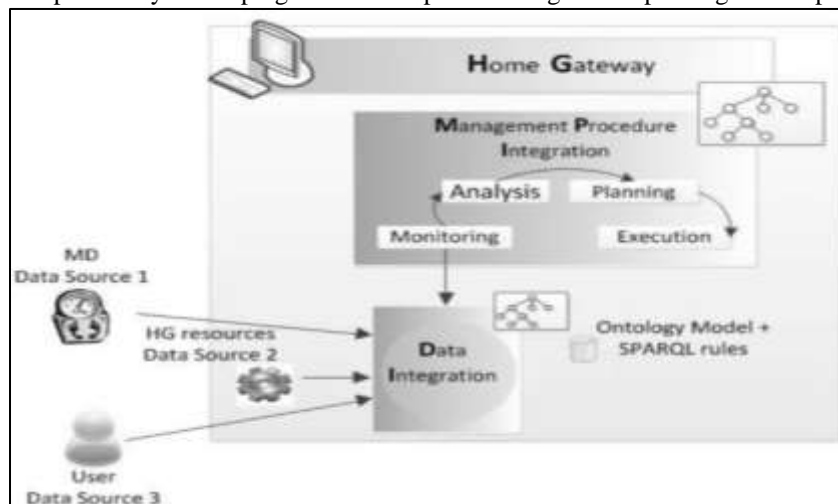 Home Gateway
Management Procedure
Integration
Analysis
Planning
Monitoring
Execution
MD
Data Source 1
HG resources
Data Source 2
Ontology Model +
SPARQL rules
Data
Integration
User
Data Source 3